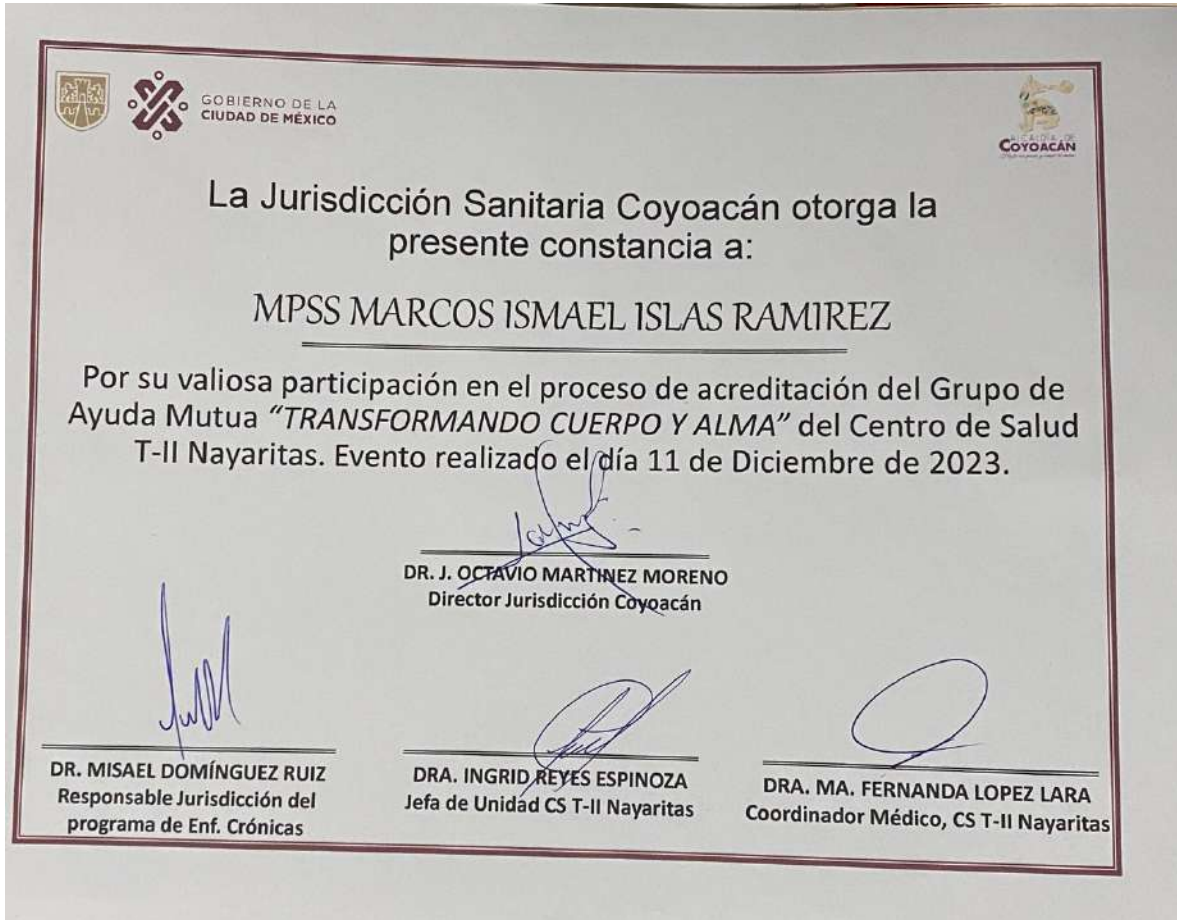 GOBIERNO DE LA
CIUDAD DE MÉXICO
ALCALDÍA DE
COYOACÁN
La Jurisdicción Sanitaria Coyoacán otorga la
presente constancia a:
MPSS MARCOS ISMAEL ISLAS RAMIREZ
Por su valiosa participación en el proceso de acreditación del Grupo de
Ayuda Mutua “TRANSFORMANDO CUERPO Y ALMA” del Centro de Salud
T-II Nayaritas. Evento realizado el día 11 de Diciembre de 2023.
DR. J. OCTAVIO MARTINEZ MORENO
Director Jurisdicción Coyoacán
DR. MISAEL DOMÍNGUEZ RUIZ
Responsable Jurisdicción del
programa de Enf. Crónicas
DRA. INGRID REYES ESPINOZA
Jefa de Unidad CS T-II Nayaritas
DRA. MA. FERNANDA LOPEZ LARA
Coordinador Médico, CS T-II Nayaritas